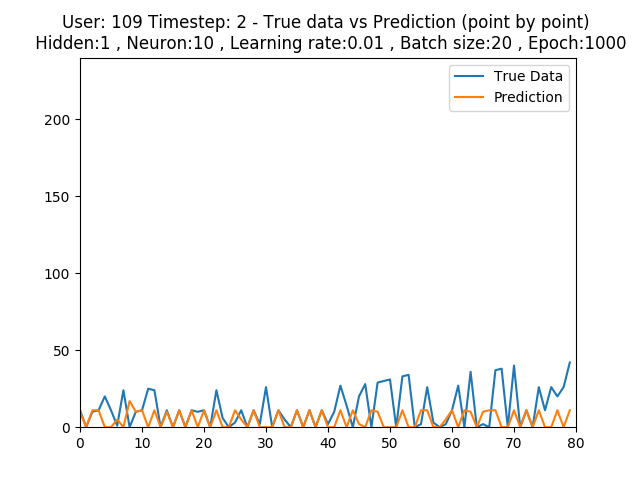 User: 109 Timestep: 2 - True data vs Prediction (point by point)
Hidden:1 , Neuron:10 , Learning rate:0.01 , Batch size:20 , Epoch:1000
True Data
Prediction
200
150
100
50
0
0 10 20 30 40 50 60 70 80